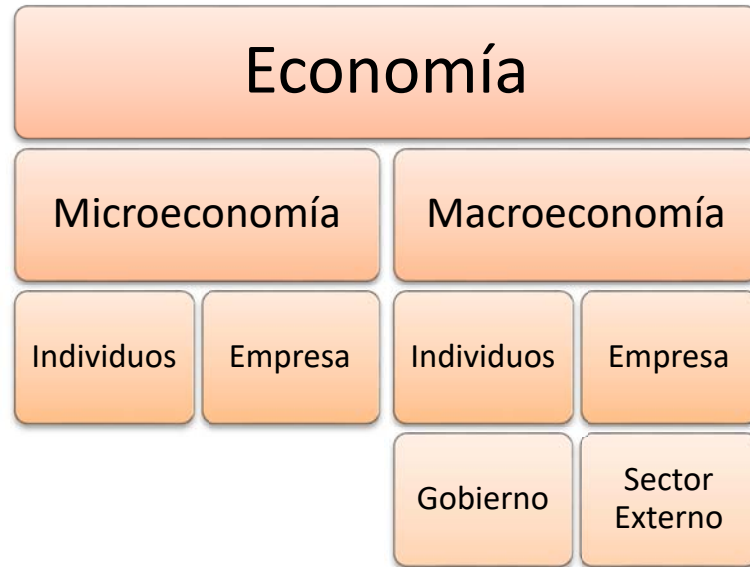 Economía
Microeconomía
Macroeconomía
Individuos
Empresa
Individuos
Empresa
Gobierno
Sector
Externo